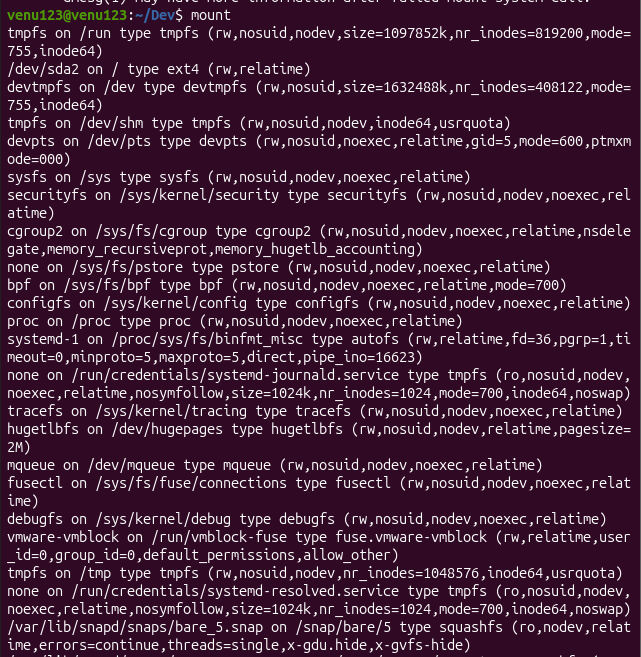 dmesg(1) may have more information after failed mount system call.
venu123@venu123:~/Dev$ mount
tmpfs on /run type tmpfs (rw,nosuid,nodev,size=1097852k,nr_inodes=819200,mode=
755,inode64)
/dev/sda2 on / type ext4 (rw,relatime)
devtmpfs on /dev type devtmpfs (rw,nosuid,size=1632488k,nr_inodes=408122,mode=
755,inode64)
tmpfs on /dev/shm type tmpfs (rw,nosuid,nodev,inode64,usrquota)
devpts on /dev/pts type devpts (rw,nosuid,noexec,relatime,gid=5,mode=600,ptmxm
ode=000)
sysfs on /sys type sysfs (rw,nosuid,nodev,noexec,relatime)
securityfs on /sys/kernel/security type securityfs (rw,nosuid,nodev,noexec,rel
atime)
cgroup2 on /sys/fs/cgroup type cgroup2 (rw,nosuid,nodev,noexec,relatime,nsdele
gate,memory_recursiveprot,memory_hugetlb_accounting)
none on /sys/fs/pstore type pstore (rw,nosuid,nodev,noexec,relatime)
bpf on /sys/fs/bpf type bpf (rw,nosuid,nodev,noexec,relatime,mode=700)
configfs on /sys/kernel/config type configfs (rw,nosuid,nodev,noexec,relatime)
proc on /proc type proc (rw,nosuid,nodev,noexec,relatime)
systemd-1 on /proc/sys/fs/binfmt_misc type autofs (rw,relatime,fd=36,pgrp=1,ti
meout=0,minproto=5,maxproto=5,direct,pipe_ino=16623)
none on /run/credentials/systemd-journald.service type tmpfs (ro,nosuid,nodev,
noexec,relatime,nosymfollow,size=1024k,nr_inodes=1024,mode=700,inode64,noswap)
tracefs on /sys/kernel/tracing type tracefs (rw,nosuid,nodev,noexec,relatime)
hugetlbfs on /dev/hugepages type hugetlbfs (rw,nosuid,nodev,relatime,pagesize=
2M)
mqueue on /dev/mqueue type mqueue (rw,nosuid,nodev,noexec,relatime)
fusectl on /sys/fs/fuse/connections type fusectl (rw,nosuid,nodev,noexec,relat
ime)
debugfs on /sys/kernel/debug type debugfs (rw,nosuid,nodev,noexec,relatime)
vmware-vmblock on /run/vmblock-fuse type fuse.vmware-vmblock (rw,relatime,user
_id=0,group_id=0,default_permissions,allow_other)
tmpfs on /tmp type tmpfs (rw,nosuid,nodev,nr_inodes=1048576,inode64,usrquota)
none on /run/credentials/systemd-resolved.service type tmpfs (ro,nosuid,nodev,
noexec,relatime,nosymfollow,size=1024k,nr_inodes=1024,mode=700,inode64,noswap)
/var/lib/snapd/snaps/bare_5.snap on /snap/bare/5 type squashfs (ro,nodev,relat
ime,errors=continue,threads=single,x-gdu.hide,x-gvfs-hide)